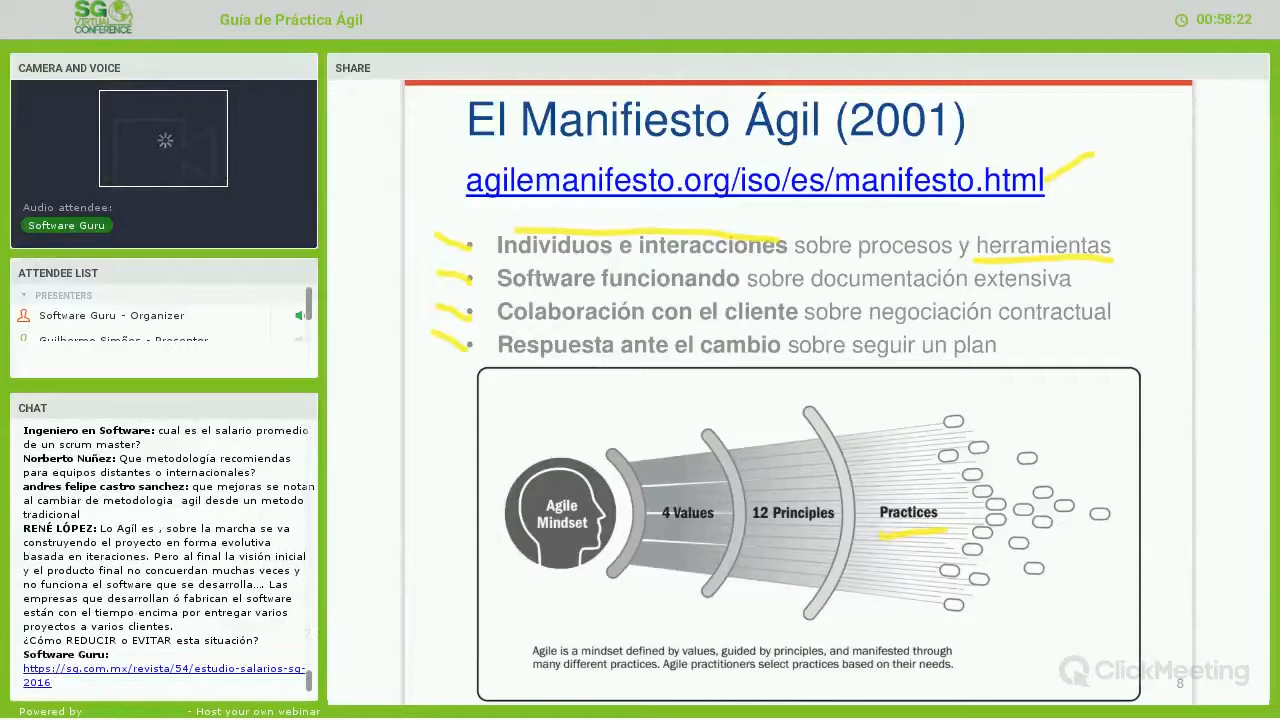 SG
VIRTUAL
CONFERENCE
Guía de Práctica Ágil
00:58:22
CAMERA AND VOICE
Audio attendee:
Software Guru
ATTENDEE LIST
PRESENTERS
Software Guru - Organizer
Guilherme Simões - Presenter
CHAT
Ingeniero en Software: cual es el salario promedio
de un scrum master?
Norberto Nuñez: Que metodología recomiendas
para equipos distantes o internacionales?
andres felipe castro sanchez: que mejoras se notan
al cambiar de metodologia agil desde un metodo
tradicional
RENÉ LÓPEZ: Lo Agíl es , sobre la marcha se va
construyendo el proyecto en forma evolutiva
basada en iteraciones. Pero al final la visión inicial
y el producto final no concuerdan muchas veces y
no funciona el software que se desarrolla... Las
empresas que desarrollan ó fabrican el software
están con el tiempo encima por entregar varios
proyectos a varios clientes.
¿Cómo REDUCIR o EVITAR esta situación?
Software Guru:
https://sg.com.mx/revista/54/estudio-salarios-sg-
2016
Powered by - Host your own webinar
SHARE
El Manifiesto Ágil (2001)
agilemanifesto.org/iso/es/manifesto.html
• Individuos e interacciones sobre procesos y herramientas
• Software funcionando sobre documentación extensiva
• Colaboración con el cliente sobre negociación contractual
• Respuesta ante el cambio sobre seguir un plan
Agile
Mindset
4 Values
12 Principles
Practices
Agile is a mindset defined by values, guided by principles, and manifested through
many different practices. Agile practitioners select practices based on their needs.
ClickMeeting
8